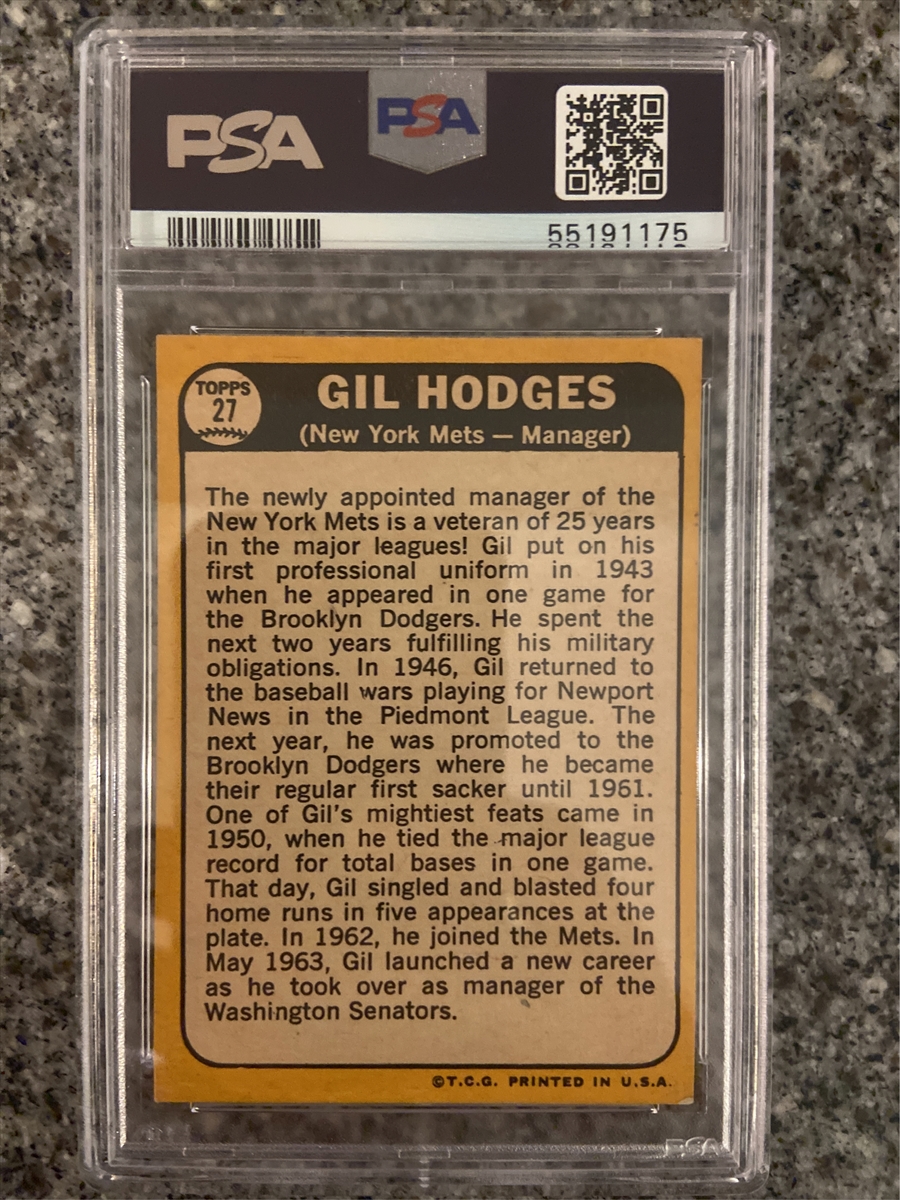 PSA
PSA
55191175
TOPPS
27
GIL HODGES
(New York Mets — Manager)
The newly appointed manager of the
New York Mets is a veteran of 25 years
in the major leagues! Gil put on his
first professional uniform in 1943
when he appeared in one game for
the Brooklyn Dodgers. He spent the
next two years fulfilling his military
obligations. In 1946, Gil returned to
the baseball wars playing for Newport
News in the Piedmont League. The
next year, he was promoted to the
Brooklyn Dodgers where he became
their regular first sacker until 1961.
One of Gil's mightiest feats came in
1950, when he tied the major league
record for total bases in one game.
That day, Gil singled and blasted four
home runs in five appearances at the
plate. In 1962, he joined the Mets. In
May 1963, Gil launched a new career
as he took over as manager of the
Washington Senators.
©T.C.G. PRINTED IN U.S.A.
PSA